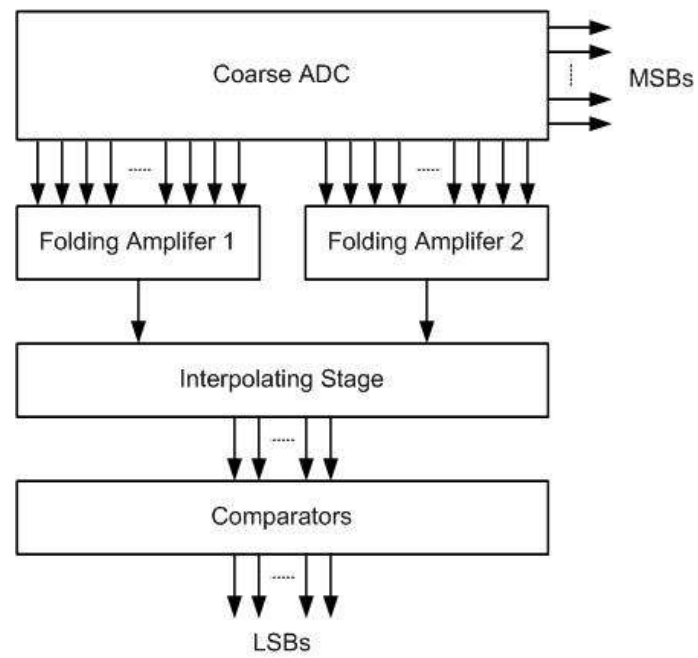 Coarse ADC
MSBs
Folding Amplifer 1
Folding Amplifer 2
Interpolating Stage
Comparators
LSBs